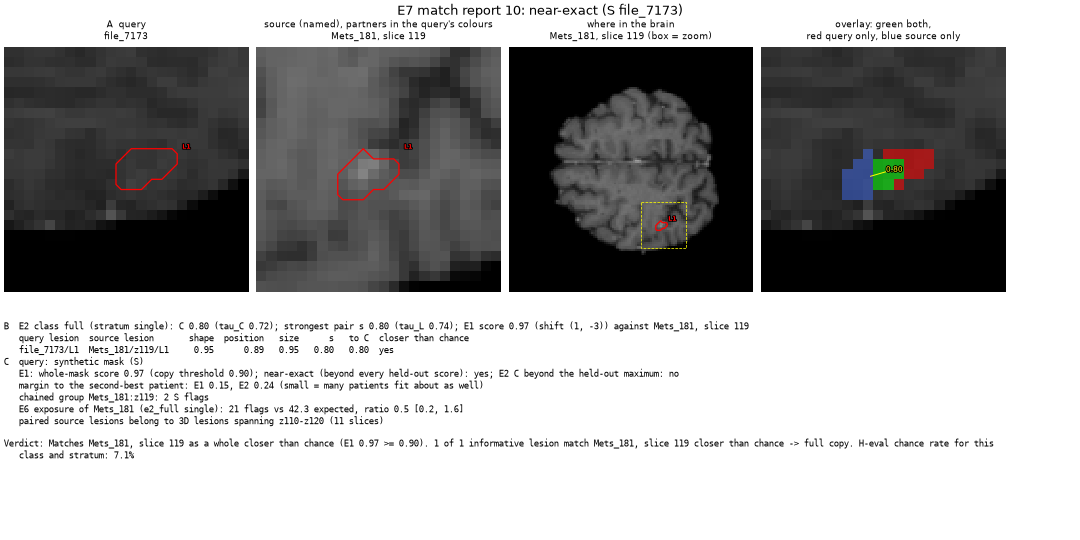 E7 match report 10: near-exact (S file_7173)
A  query
file_7173
source (named), partners in the query's colours
Mets_181, slice 119
where in the brain
Mets_181, slice 119 (box = zoom)
overlay: green both,
red query only, blue source only
L1
L1
L1
0.80
B  E2 class full (stratum single): C 0.80 (tau_C 0.72); strongest pair s 0.80 (tau_L 0.74); E1 score 0.97 (shift (1, -3)) against Mets_181, slice 119
query lesion  source lesion  shape  position  size  s  to C  closer than chance
file_7173/L1  Mets_181/z119/L1  0.95  0.89  0.95  0.80  0.80  yes
C  query: synthetic mask (S)
E1: whole-mask score 0.97 (copy threshold 0.90); near-exact (beyond every held-out score): yes; E2 C beyond the held-out maximum: no
margin to the second-best patient: E1 0.15, E2 0.24 (small = many patients fit about as well)
chained group Mets_181:z119: 2 S flags
E6 exposure of Mets_181 (e2_full single): 21 flags vs 42.3 expected, ratio 0.5 [0.2, 1.6]
paired source lesions belong to 3D lesions spanning z110-z120 (11 slices)
Verdict: Matches Mets_181, slice 119 as a whole closer than chance (E1 0.97 >= 0.90). 1 of 1 informative lesion match Mets_181, slice 119 closer than chance -> full copy. H-eval chance rate for this
class and stratum: 7.1%